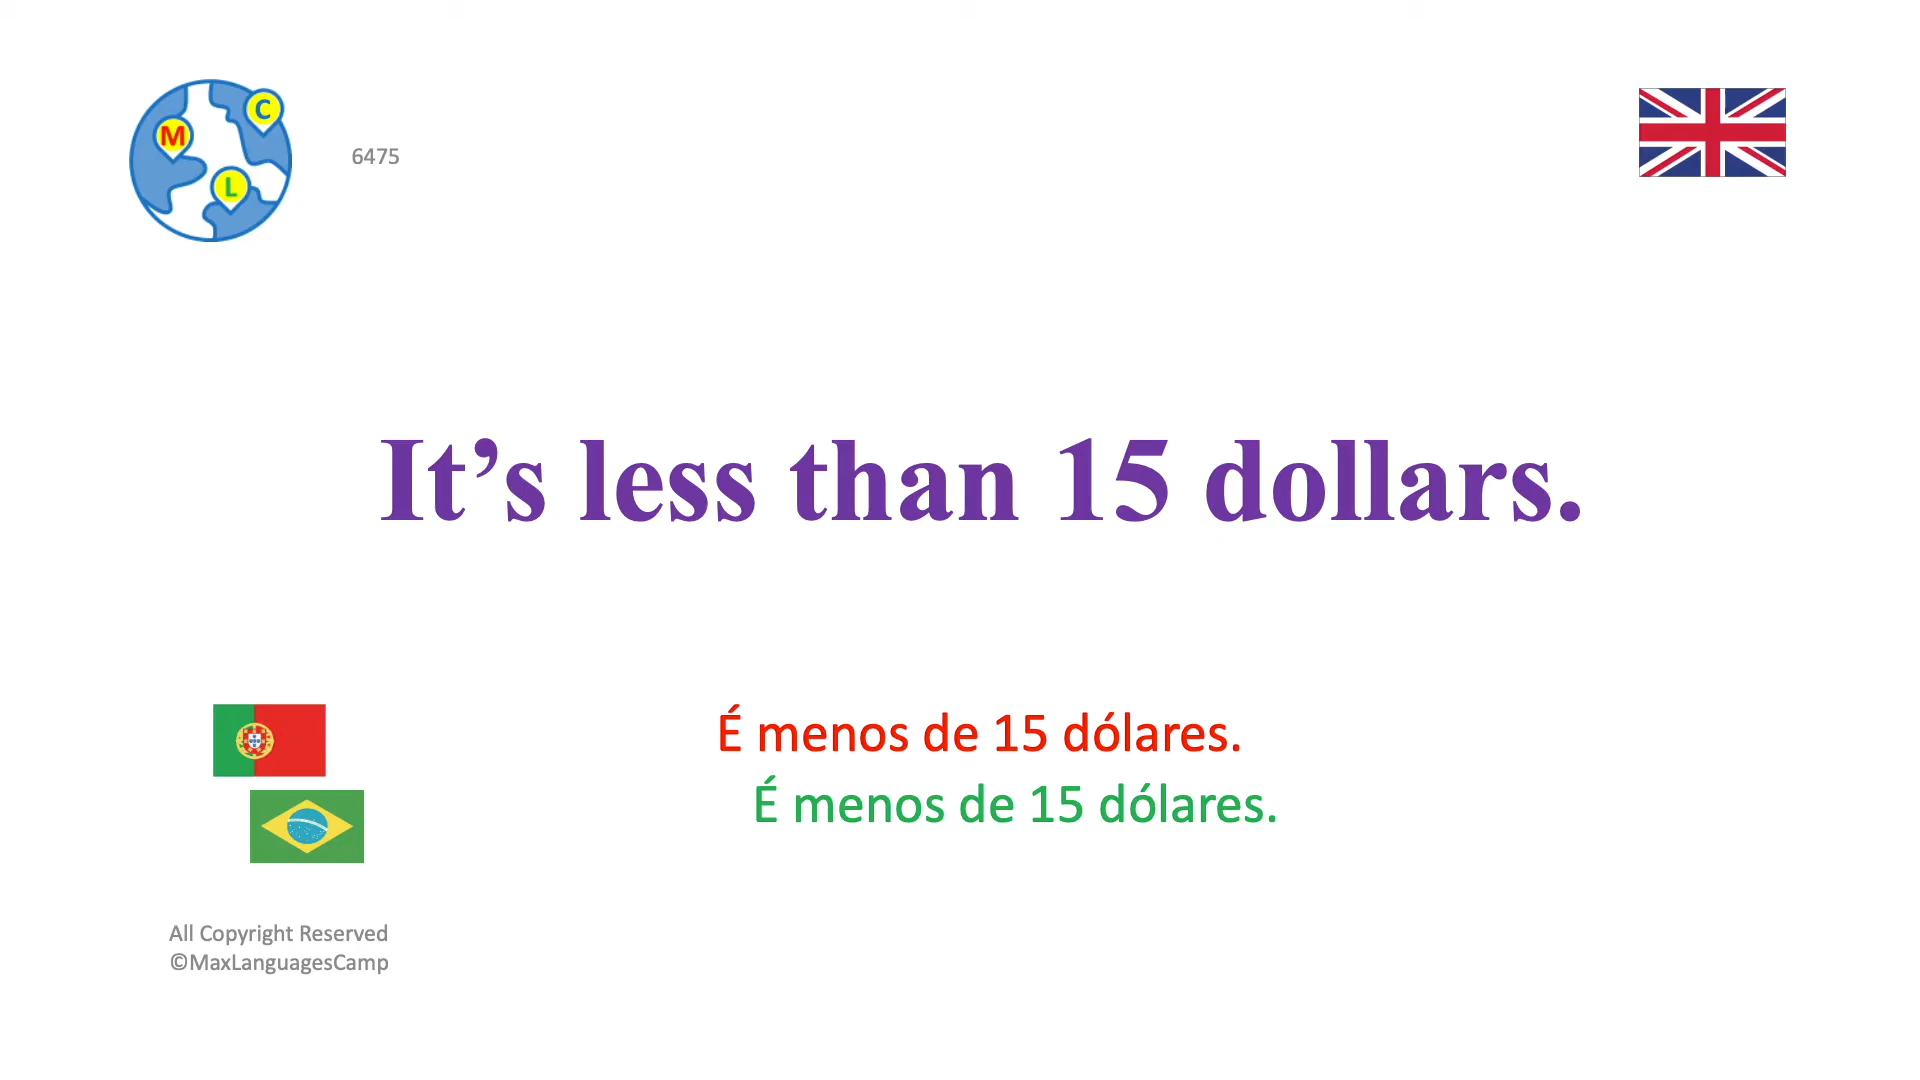 M
C
L
6475
It’s less than 15 dollars.
É menos de 15 dólares.
É menos de 15 dólares.
All Copyright Reserved
©MaxLanguagesCamp